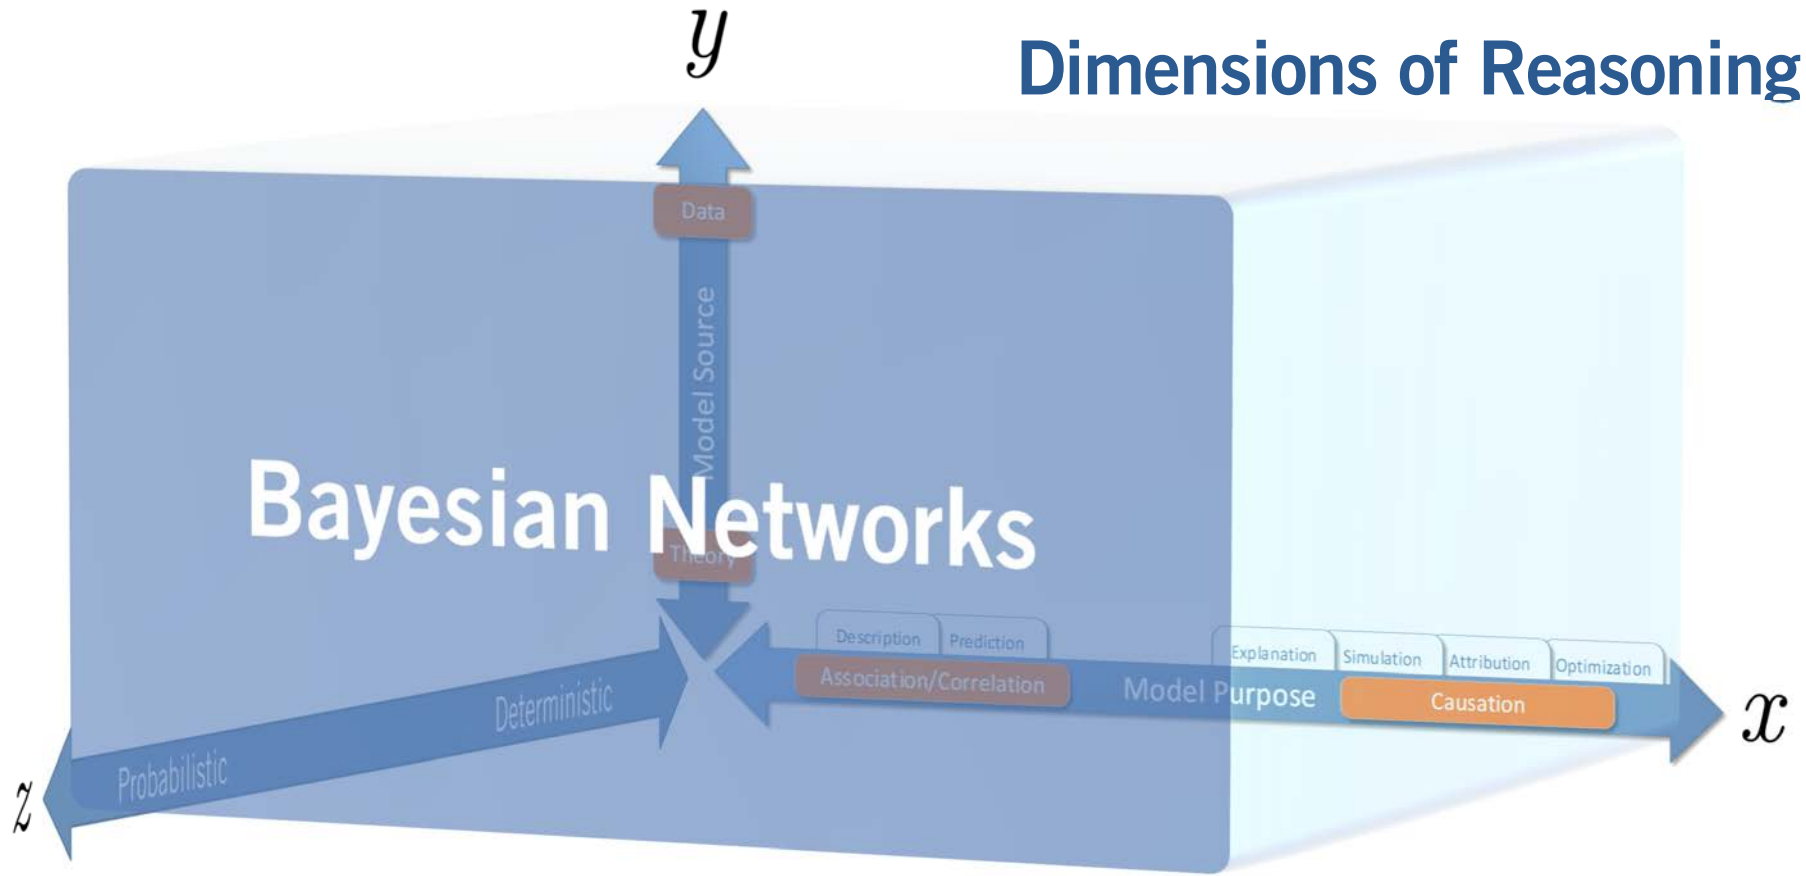 y
Dimensions of Reasoning
Data
Model Source
Bayesian Networks
Theory
Description
Prediction
Explanation
Simulation
Attribution
Optimization
Association/Correlation
Model Purpose
Causation
x
Deterministic
Probabilistic
z